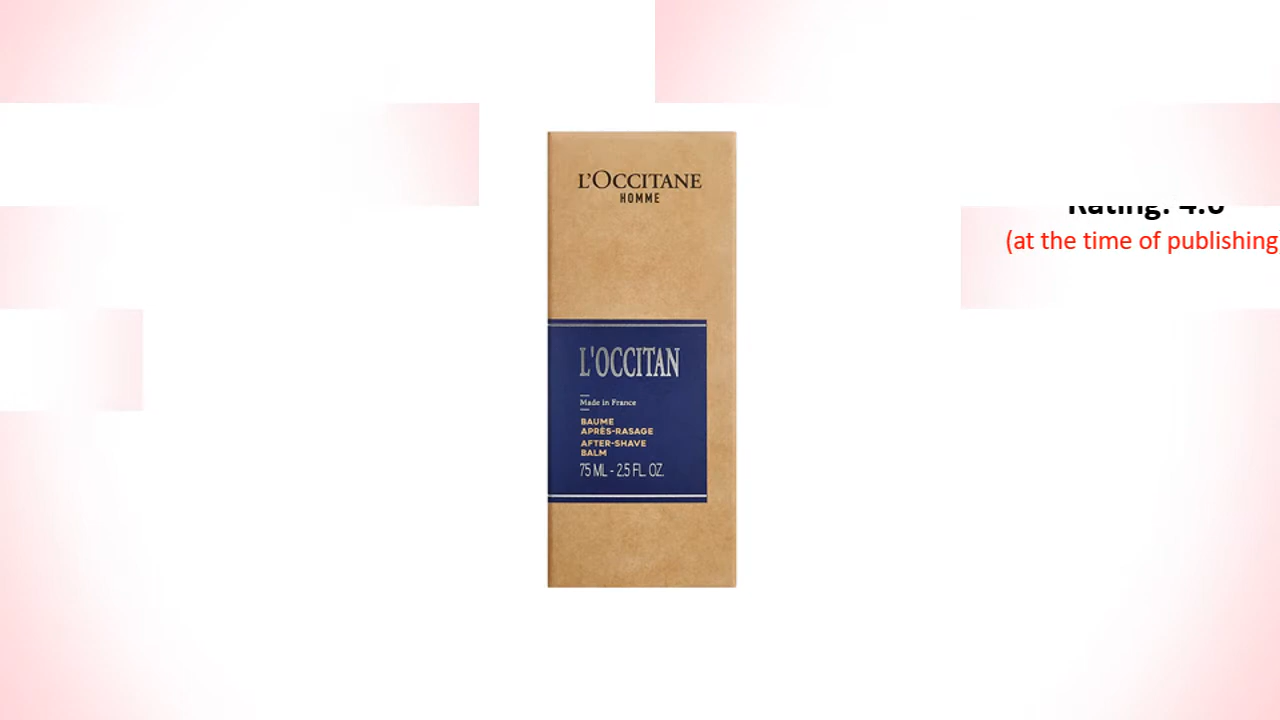 L'OCCITANE
HOMME
L'OCCITAN
Made in France
BAUME
APRÈS-RASAGE
AFTER-SHAVE
BALM
75 ML - 2.5 FL. OZ.
Rating:
(at the time of publishing